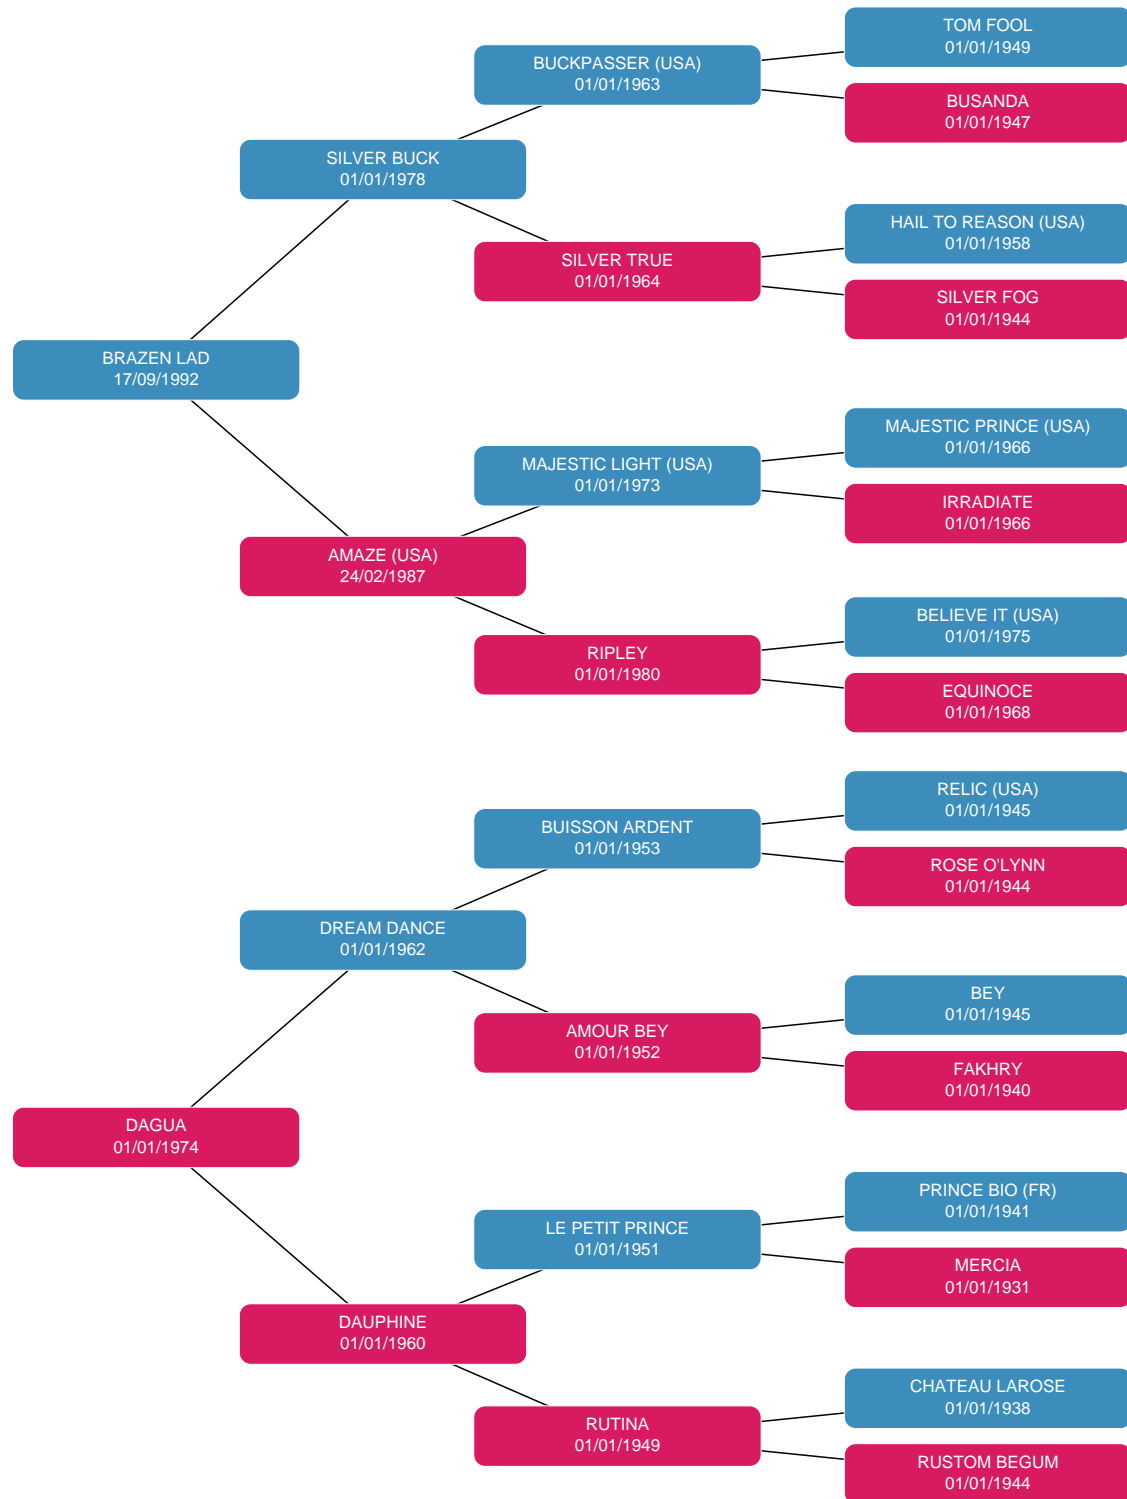 TOM FOOL
01/01/1949
BUCKPASSER (USA)
01/01/1963
BUSANDA
01/01/1947
SILVER BUCK
01/01/1978
HAIL TO REASON (USA)
01/01/1958
SILVER TRUE
01/01/1964
SILVER FOG
01/01/1944
BRAZEN LAD
17/09/1992
MAJESTIC PRINCE (USA)
01/01/1966
MAJESTIC LIGHT (USA)
01/01/1973
IRRADIATE
01/01/1966
AMAZE (USA)
24/02/1987
BELIEVE IT (USA)
01/01/1975
RIPLEY
01/01/1980
EQUINOCE
01/01/1968
RELIC (USA)
01/01/1945
BUISSON ARDENT
01/01/1953
ROSE O'LYNN
01/01/1944
DREAM DANCE
01/01/1962
BEY
01/01/1945
AMOUR BEY
01/01/1952
FAKHRY
01/01/1940
DAGUA
01/01/1974
PRINCE BIO (FR)
01/01/1941
LE PETIT PRINCE
01/01/1951
MERCIA
01/01/1931
DAUPHINE
01/01/1960
CHATEAU LAROSE
01/01/1938
RUTINA
01/01/1949
RUSTOM BEGUM
01/01/1944